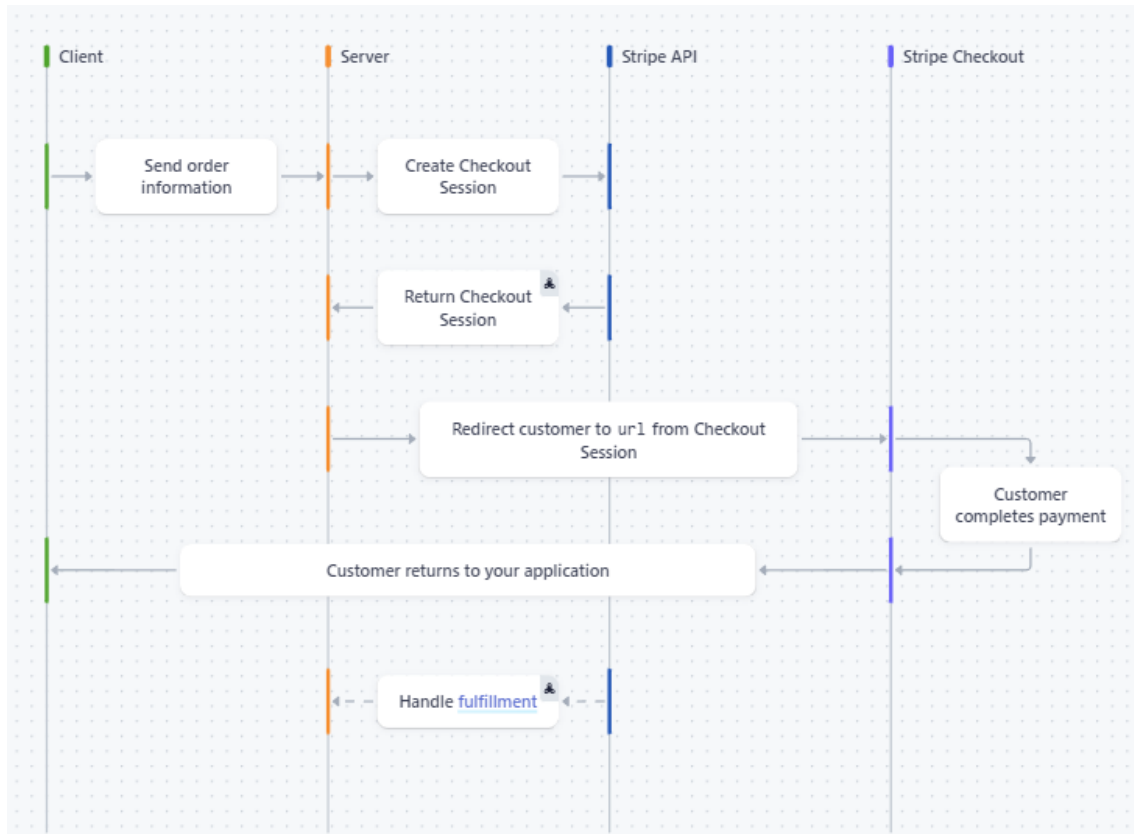 Client
Server
Stripe API
Stripe Checkout
Send order
information
Create Checkout
Session
Return Checkout
Session
Redirect customer to url from Checkout
Session
Customer
completes payment
Customer returns to your application
Handle fulfillment